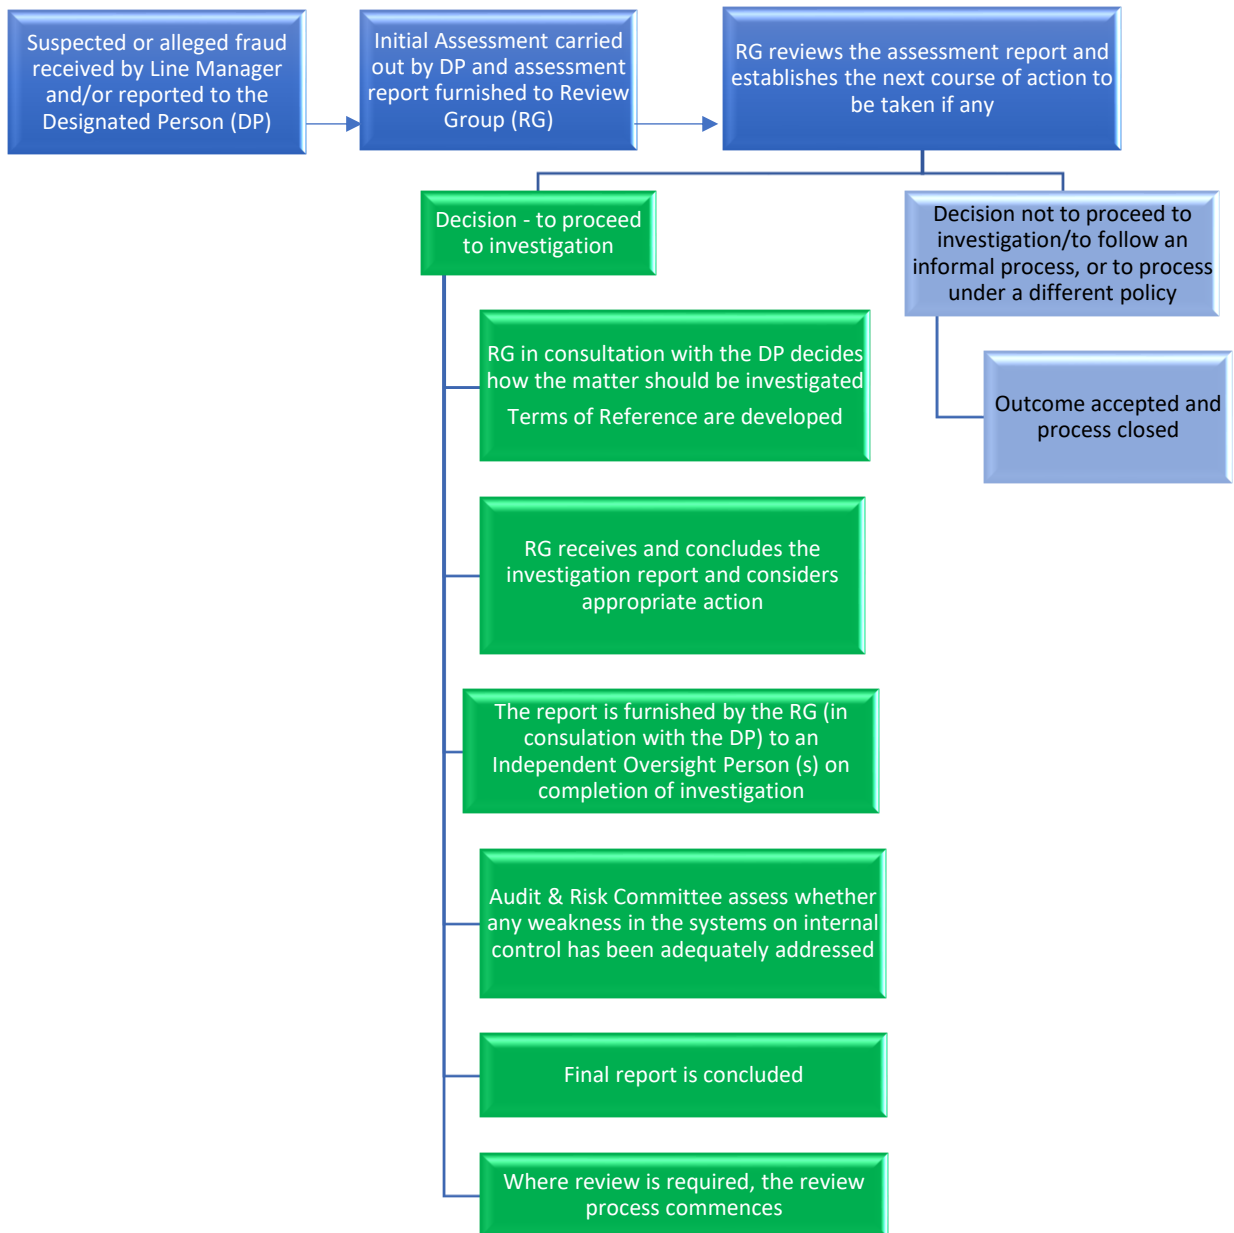 Suspected or alleged fraud
received by Line Manager
and/or reported to the
Designated Person (DP)
Initial Assessment carried
out by DP and assessment
report furnished to Review
Group (RG)
RG reviews the assessment report and
establishes the next course of action to
be taken if any
Decision - to proceed
to investigation
Decision not to proceed to
investigation/to follow an
informal process, or to process
under a different policy
RG in consultation with the DP decides
how the matter should be investigated
Terms of Reference are developed
Outcome accepted and
process closed
RG receives and concludes the
investigation report and considers
appropriate action
The report is furnished by the RG (in
consulation with the DP) to an
Independent Oversight Person (s) on
completion of investigation
Audit & Risk Committee assess whether
any weakness in the systems on internal
control has been adequately addressed
Final report is concluded
Where review is required, the review
process commences